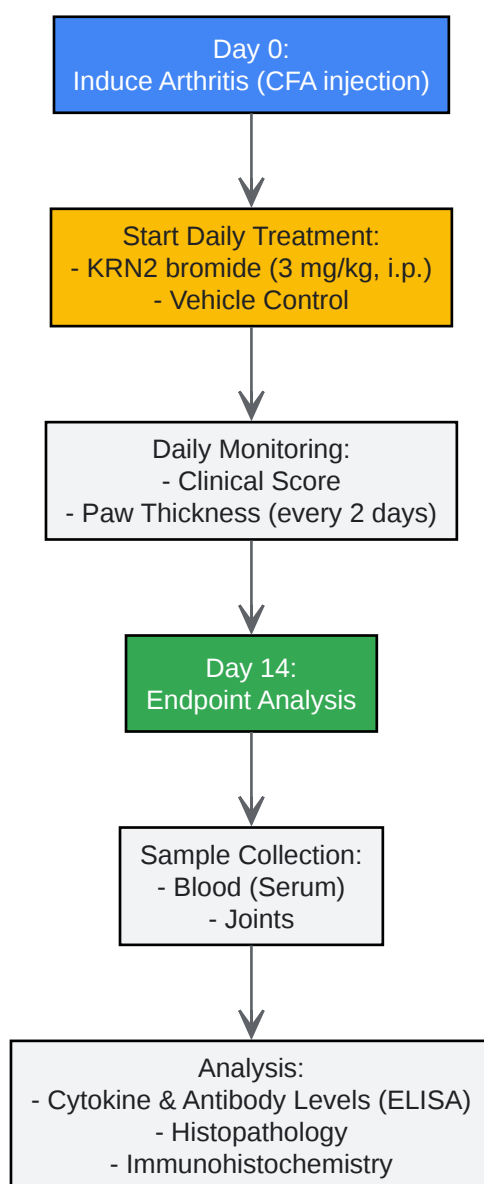 Day 0:
Induce Arthritis (CFA injection)
Start Daily Treatment:
- KRN2 bromide (3 mg/kg, i.p.)
- Vehicle Control
Daily Monitoring:
- Clinical Score
- Paw Thickness (every 2 days)
Day 14:
Endpoint Analysis
Sample Collection:
- Blood (Serum)
- Joints
Analysis:
- Cytokine & Antibody Levels (ELISA)
- Histopathology
- Immunohistochemistry